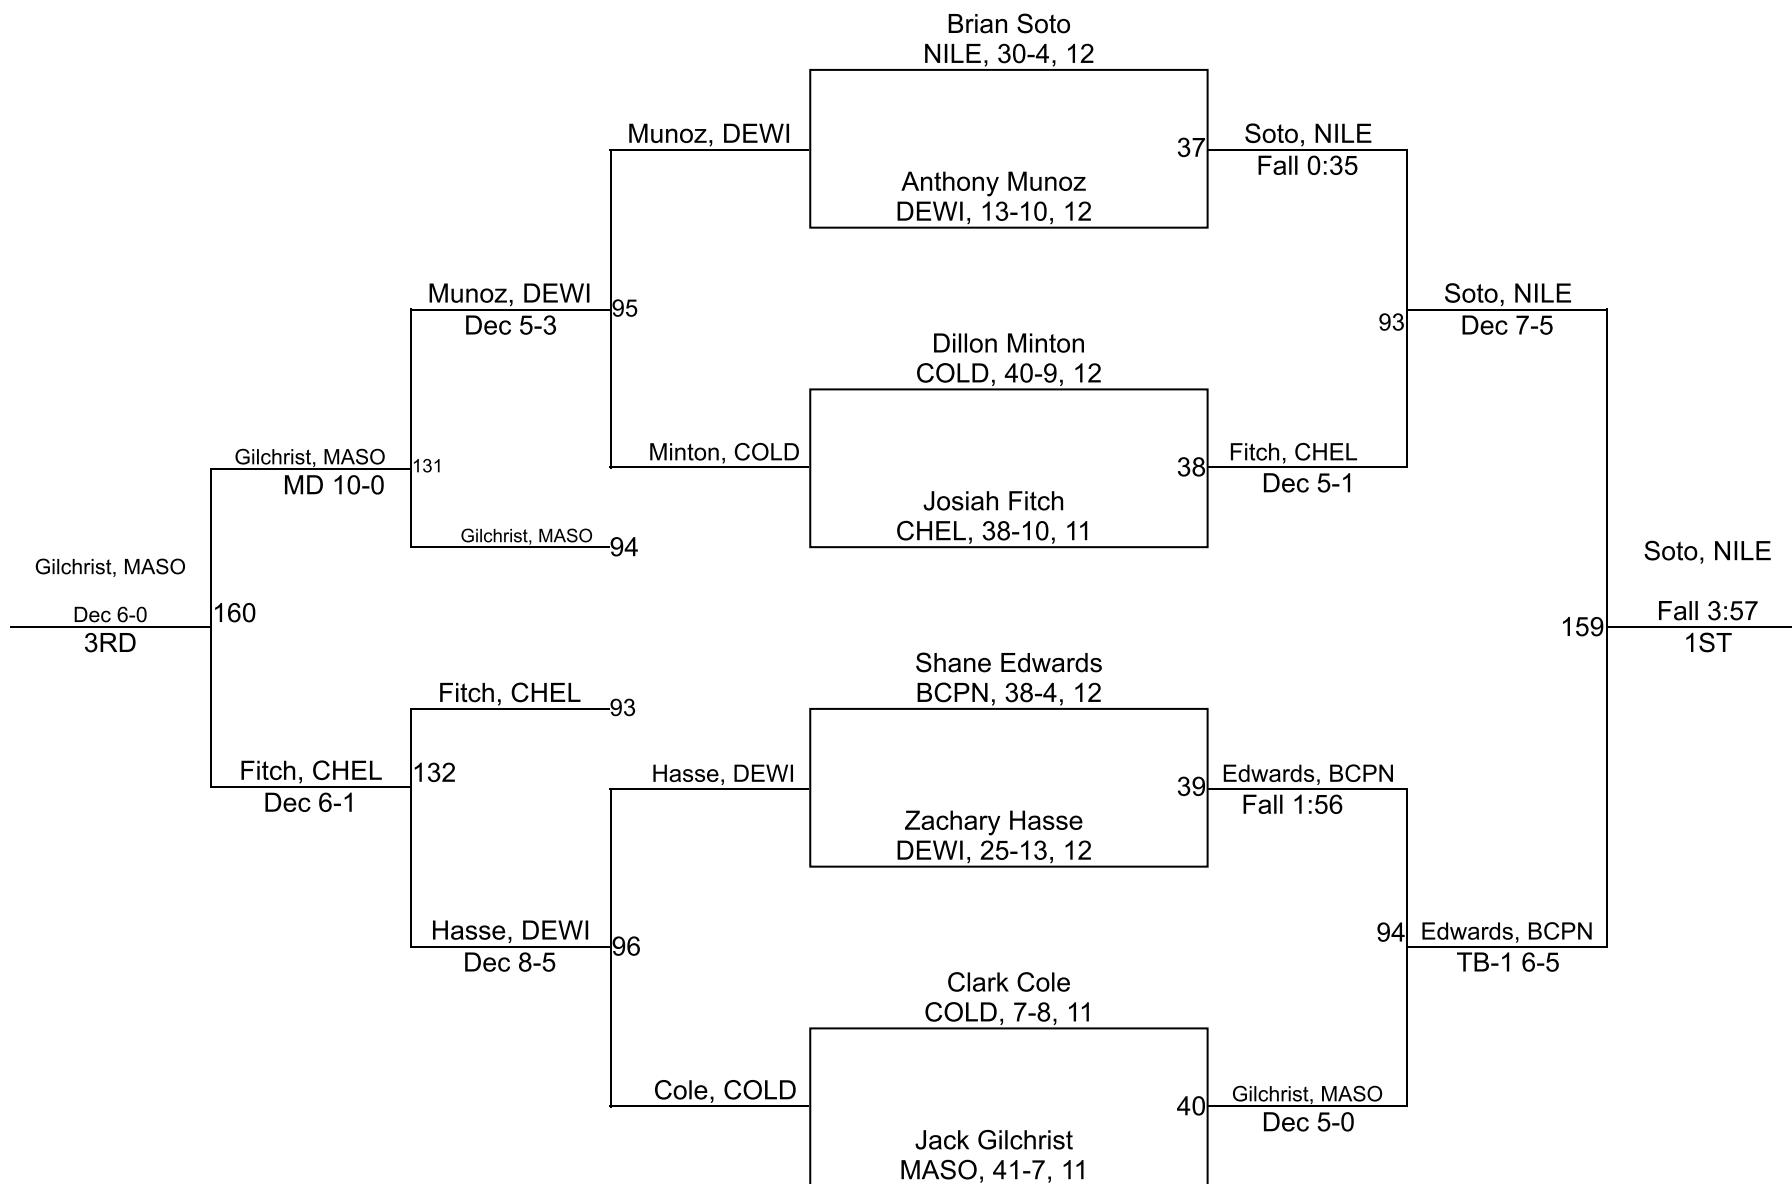 Brian Soto
NILE, 30-4, 12
Munoz, DEWI
37
Soto, NILE
Fall 0:35
Anthony Munoz
DEWI, 13-10, 12
Munoz, DEWI
Dec 5-3
95
Soto, NILE
Dec 7-5
93
Dillon Minton
COLD, 40-9, 12
Gilchrist, MASO
MD 10-0
131
Minton, COLD
38
Fitch, CHEL
Dec 5-1
Josiah Fitch
CHEL, 38-10, 11
Gilchrist, MASO
94
Gilchrist, MASO
Dec 6-0
3RD
160
Soto, NILE
Fall 3:57
1ST
159
Shane Edwards
BCPN, 38-4, 12
Fitch, CHEL
93
Fitch, CHEL
Dec 6-1
132
Hasse, DEWI
39
Edwards, BCPN
Fall 1:56
Zachary Hasse
DEWI, 25-13, 12
Hasse, DEWI
Dec 8-5
96
94
Edwards, BCPN
TB-1 6-5
Clark Cole
COLD, 7-8, 11
Cole, COLD
40
Gilchrist, MASO
Dec 5-0
Jack Gilchrist
MASO, 41-7, 11